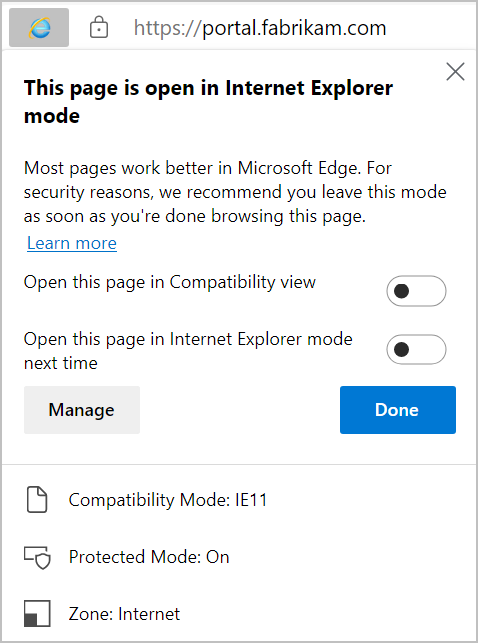 https://portal.fabrikam.com
This page is open in Internet Explorer
mode
Most pages work better in Microsoft Edge. For
security reasons, we recommend you leave this mode
as soon as you're done browsing this page.
Learn more
Open this page in Compatibility view
Open this page in Internet Explorer mode
next time
Manage
Done
Compatibility Mode: IE11
Protected Mode: On
Zone: Internet